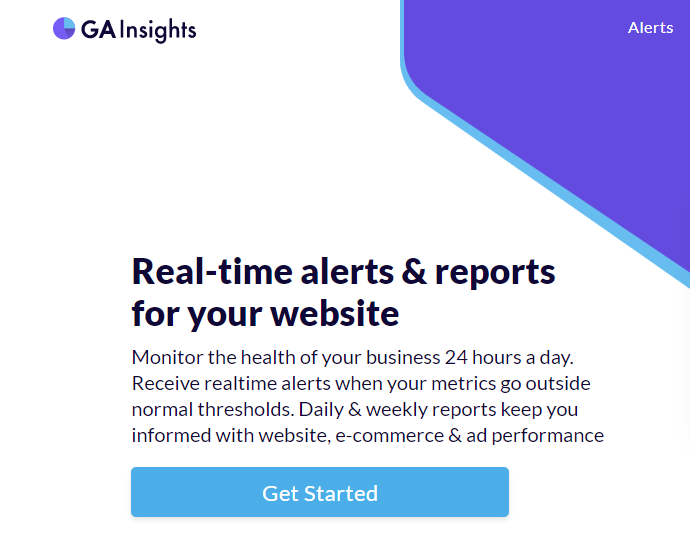 GA Insights
Alerts
Real-time alerts & reports
for your website
Monitor the health of your business 24 hours a day.
Receive realtime alerts when your metrics go outside
normal thresholds. Daily & weekly reports keep you
informed with website, e-commerce & ad performance
Get Started